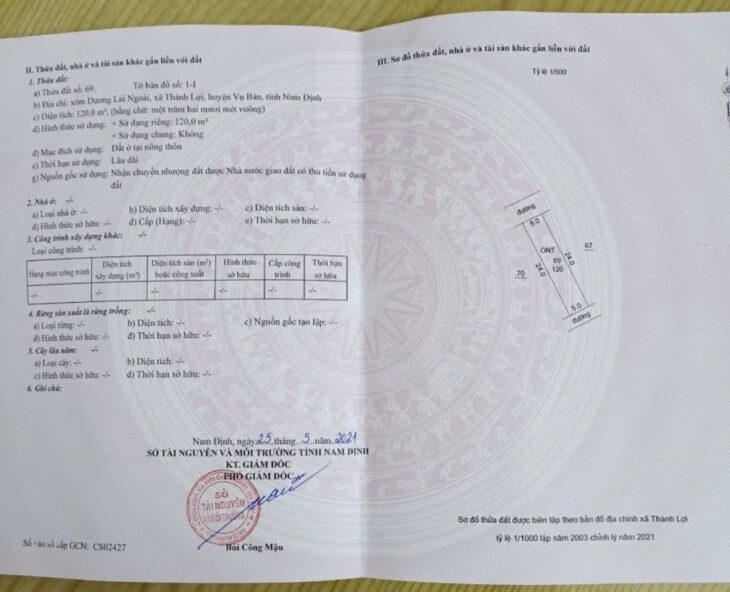 II. Thửa đất, nhà ở và tài sản khác gắn liền với đất
1. Thửa đất:
a) Thửa đất số: 69, Tờ bản đồ số: 1-I
b) Địa chỉ: xóm Dương Lai Ngoài, xã Thành Lợi, huyện Vụ Bản, tỉnh Nam Định
c) Diện tích: 120,0 m², (bằng chữ: một trăm hai mươi mét vuông)
d) Hình thức sử dụng: + Sử dụng riêng: 120,0 m²
+ Sử dụng chung: Không
đ) Mục đích sử dụng: Đất ở tại nông thôn
e) Thời hạn sử dụng: Lâu dài
g) Nguồn gốc sử dụng: Nhận chuyển nhượng đất được Nhà nước giao đất có thu tiền sử dụng
đất
2. Nhà ở: -/-
a) Loại nhà ở: -/- b) Diện tích xây dựng: -/- c) Diện tích sàn: -/-
d) Hình thức sở hữu: -/- đ) Cấp (Hạng): -/- e) Thời hạn sở hữu: -/-
3. Công trình xây dựng khác: -/-
Loại công trình: -/-
Hạng mục công trình Diện tích xây dựng (m²) Diện tích sàn (m²) hoặc công suất Hình thức sở hữu Cấp công trình Thời hạn sở hữu
-/- -/- -/- -/- -/- -/-
4. Rừng sản xuất là rừng trồng: -/-
a) Loại rừng: -/- b) Diện tích: -/- c) Nguồn gốc tạo lập: -/-
d) Hình thức sở hữu: -/- đ) Thời hạn sở hữu: -/-
5. Cây lâu năm: -/-
a) Loại cây: -/- b) Diện tích: -/-
c) Hình thức sở hữu: -/- d) Thời hạn sở hữu: -/-
6. Ghi chú:
Nam Định, ngày 25 tháng 5 năm 2021
SỞ TÀI NGUYÊN VÀ MÔI TRƯỜNG TỈNH NAM ĐỊNH
KT. GIÁM ĐỐC
PHÓ GIÁM ĐỐC
SỞ
TÀI NGUYÊN
VÀ MÔI TRƯỜNG
Bùi Công Mậu
Số vào sổ cấp GCN: CS02427
III. Sơ đồ thửa đất, nhà ở và tài sản khác gắn liền với đất
Tỷ lệ 1/500
đường
5.0
ONT
69
120
24.0
24.0
67
70
5.0
đường
Sơ đồ thửa đất được biên tập theo bản đồ địa chính xã Thành Lợi
tỷ lệ 1/1000 lập năm 2003 chỉnh lý năm 2021